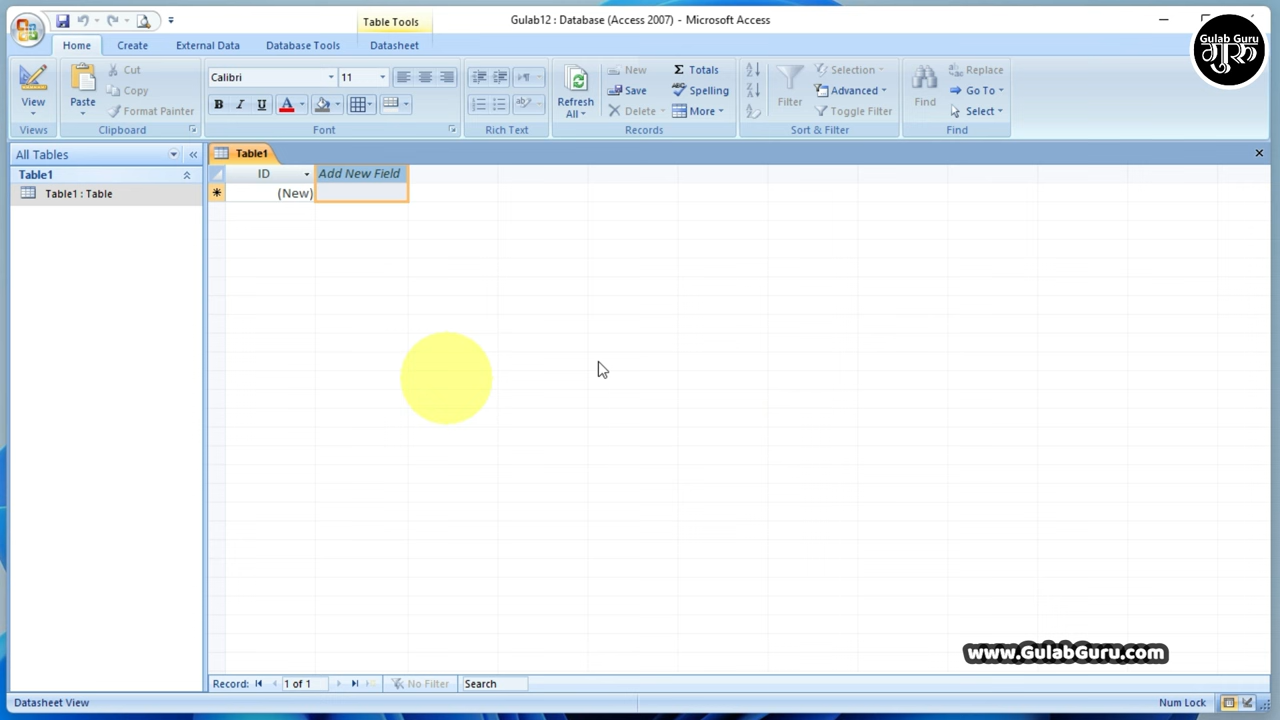 Gulab12 : Database (Access 2007) - Microsoft Access
Table Tools
Home Create External Data Database Tools Datasheet
Gulab Guru
गुरु
View
Views
Paste
Cut
Copy
Format Painter
Clipboard
Calibri 11
B I U A
Font
Rich Text
Refresh All
New
Save
Delete
Totals
Spelling
More
Records
Filter
Selection
Advanced
Toggle Filter
Sort & Filter
Find
Replace
Go To
Select
Find
All Tables
Table1
Table1 : Table
Table1
ID Add New Field
(New)
www.GulabGuru.com
Record: 1 of 1 No Filter Search
Datasheet View Num Lock